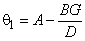 θ₁ = A − BG/D